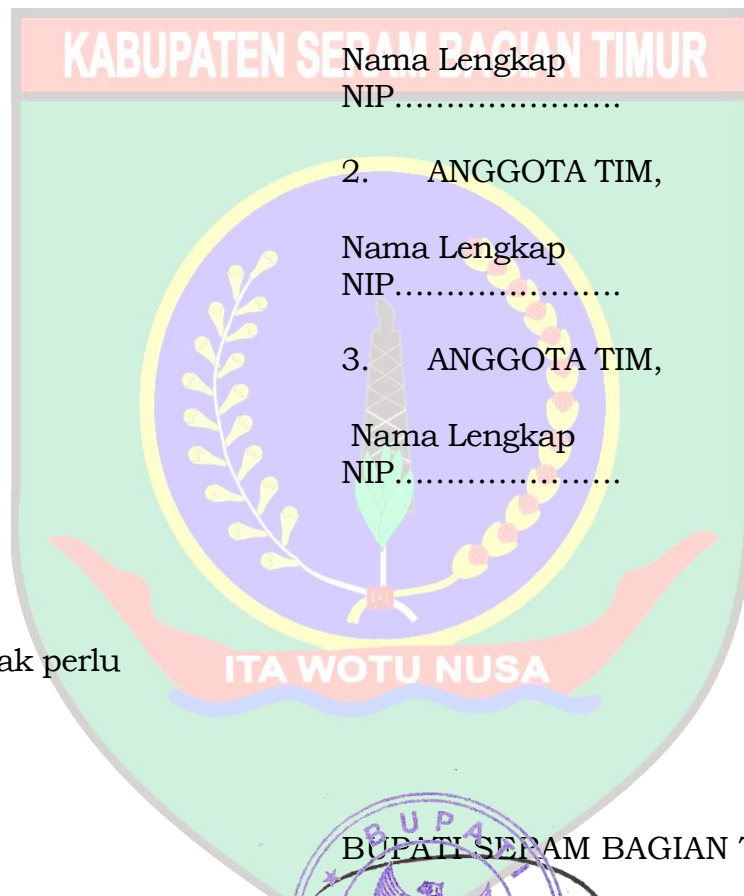 KABUPATEN SERAM BAGIAN TIMUR
Nama Lengkap
NIP......................
2. ANGGOTA TIM,
Nama Lengkap
NIP......................
3. ANGGOTA TIM,
Nama Lengkap
NIP......................
ak perlu
ITA WOTU NUSA
BUPATI SERAM BAGIAN
BUPAT